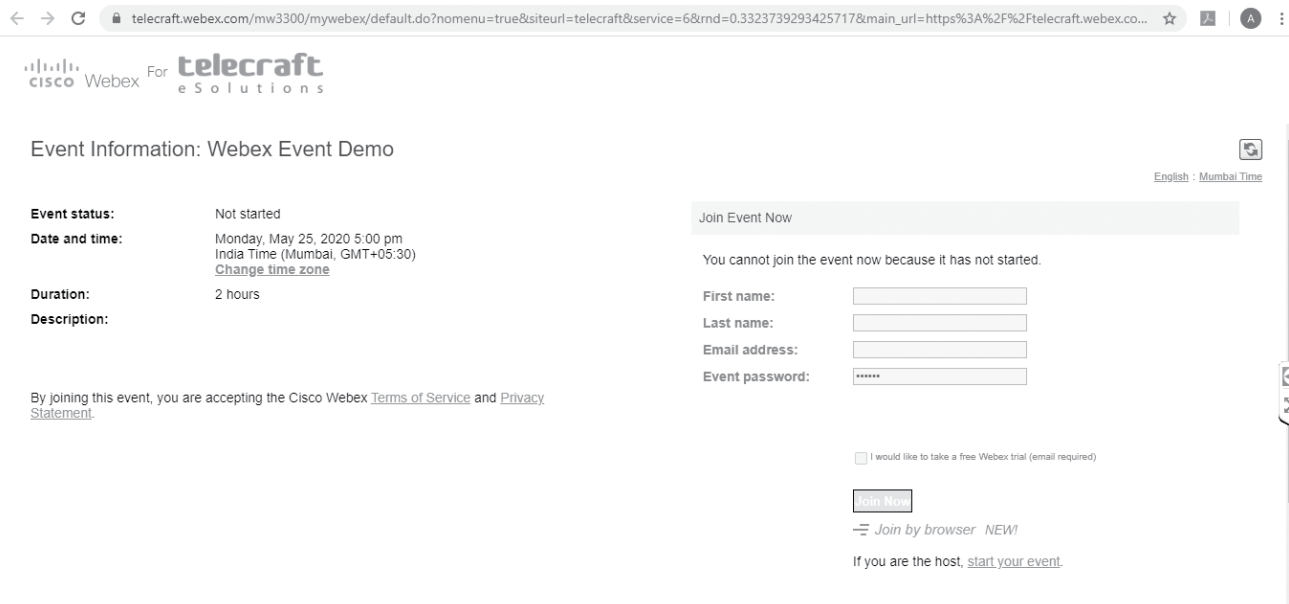 telecraft.webex.com/mw3300/mywebex/default.do?nomenu=true&siteurl=telecraft&service=6&rnd=0.3323739293425717&main_url=https%3A%2F%2Ftelecraft.webex.co...
A
cisco Webex For telecraft
eSolutions
Event Information: Webex Event Demo
English : Mumbai Time
Event status: Not started
Date and time: Monday, May 25, 2020 5:00 pm
India Time (Mumbai, GMT+05:30)
Change time zone
Duration: 2 hours
Description:
By joining this event, you are accepting the Cisco Webex Terms of Service and Privacy
Statement.
Join Event Now
You cannot join the event now because it has not started.
First name:
Last name:
Email address:
Event password: ••••••
I would like to take a free Webex trial (email required)
Join Now
Join by browser NEW!
If you are the host, start your event.